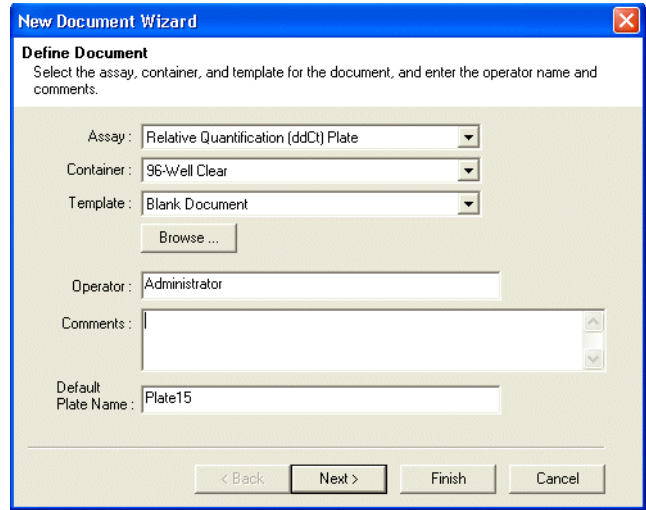 New Document Wizard
Define Document
Select the assay, container, and template for the document, and enter the operator name and
comments.
Assay : Relative Quantification (ddCt) Plate
Container : 96-Well Clear
Template : Blank Document
Browse ...
Operator : Administrator
Comments :
Default
Plate Name : Plate15
< Back Next > Finish Cancel